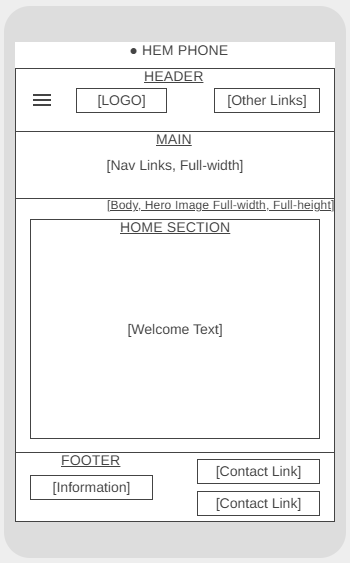 ● HEM PHONE
HEADER
[LOGO] [Other Links]
MAIN
[Nav Links, Full-width]
[Body, Hero Image Full-width, Full-height]
HOME SECTION
[Welcome Text]
FOOTER
[Information]
[Contact Link]
[Contact Link]